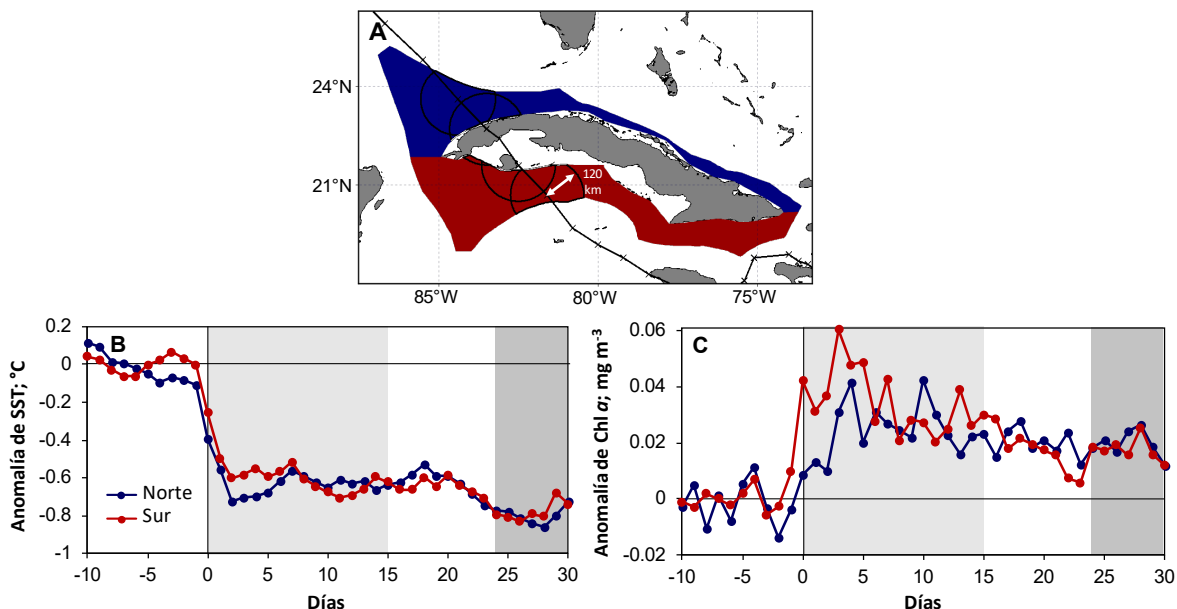 A
24°N
21°N
120
km
85°W
80°W
75°W
B
0.2
0
-0.2
-0.4
-0.6
-0.8
-1
Anomalía de SST; °C
Norte
Sur
-10 -5 0 5 10 15 20 25 30
Días
C
0.06
0.04
0.02
0
-0.02
Anomalía de Chl a; mg m-3
-10 -5 0 5 10 15 20 25 30
Días